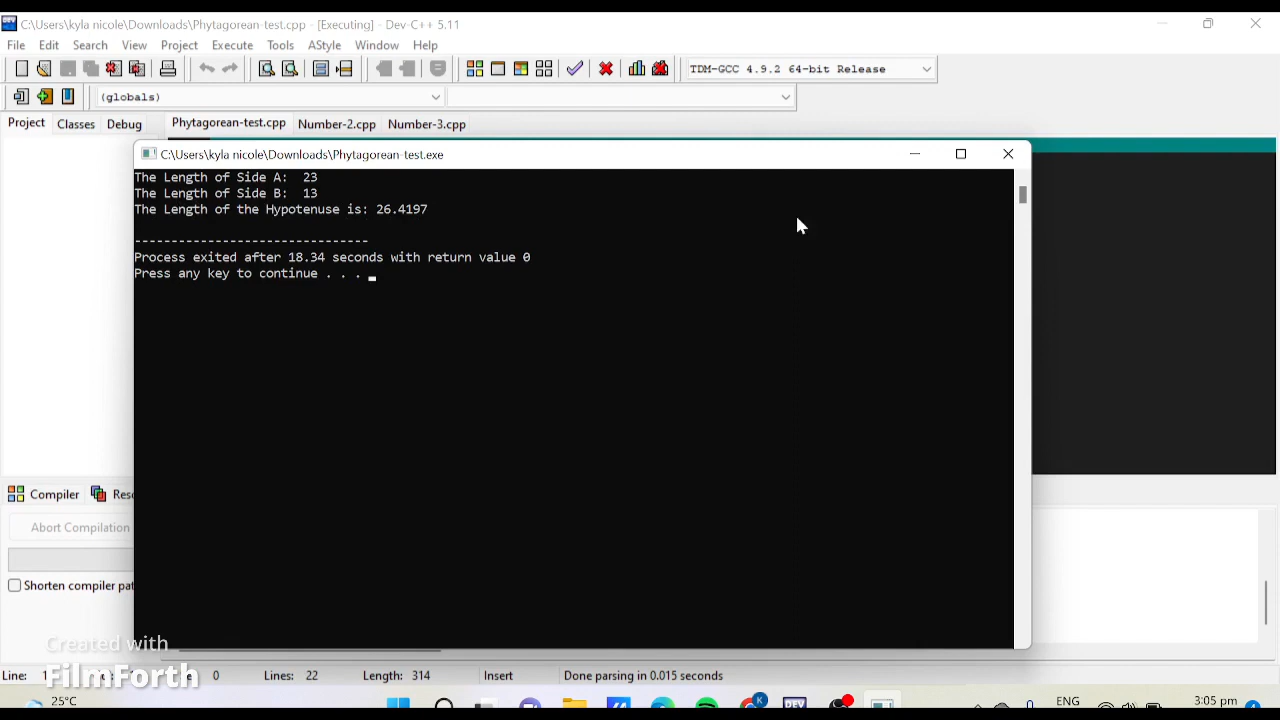 C:\Users\kyla nicole\Downloads\Phytagorean-test.cpp - [Executing] - Dev-C++ 5.11
File Edit Search View Project Execute Tools AStyle Window Help
TDM-GCC 4.9.2 64-bit Release
(globals)
Project Classes Debug Phytagorean-test.cpp Number-2.cpp Number-3.cpp
C:\Users\kyla nicole\Downloads\Phytagorean-test.exe
The Length of Side A: 23
The Length of Side B: 13
The Length of the Hypotenuse is: 26.4197
--------------------------------
Process exited after 18.34 seconds with return value 0
Press any key to continue . . .
Compiler
Abort Compilation
Shorten compiler
Created with
FilmForth
Line: 0 Lines: 22 Length: 314 Insert Done parsing in 0.015 seconds
25°C K DEV ENG 3:05 pm